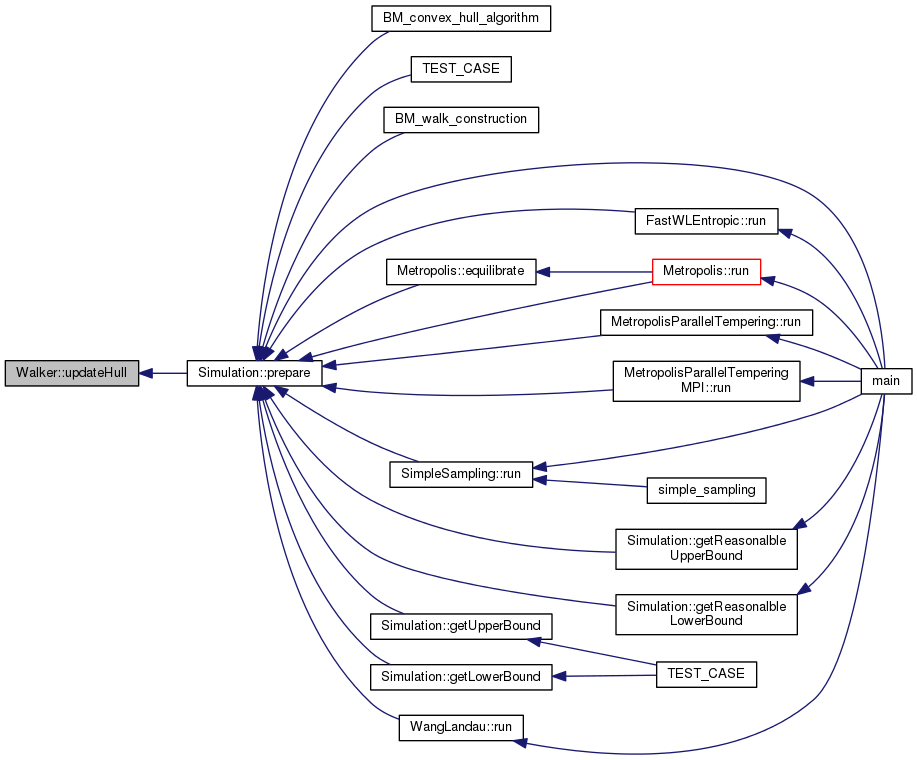 BM_convex_hull_algorithm
TEST_CASE
BM_walk_construction
FastWLEntropic::run
Metropolis::equilibrate
Metropolis::run
MetropolisParallelTempering::run
Walker::updateHull
Simulation::prepare
MetropolisParallelTempering
MPI::run
main
SimpleSampling::run
simple_sampling
Simulation::getReasonalble
UpperBound
Simulation::getReasonalble
LowerBound
Simulation::getUpperBound
Simulation::getLowerBound
TEST_CASE
WangLandau::run